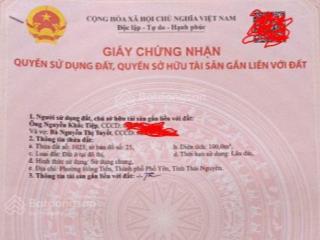 CỘNG HÒA XÃ HỘI CHỦ NGHĨA VIỆT NAM
Độc lập - Tự do - Hạnh phúc
GIẤY CHỨNG NHẬN
QUYỀN SỬ DỤNG ĐẤT, QUYỀN SỞ HỮU TÀI SẢN GẮN LIỀN VỚI ĐẤT
1. Người sử dụng đất, chủ sở hữu tài sản gắn liền với đất:
Ông Nguyễn Khắc Tiệp, CCCD:
Và vợ: Bà Nguyễn Thị Tuyết, CCCD:
2. Thông tin thửa đất:
a. Thửa đất số: 1025, tờ bản đồ số: 25, b. Diện tích: 100,0m²
c. Loại đất: Đất ở tại đô thị, d. Thời hạn sử dụng: Lâu dài,
đ. Hình thức sử dụng: Sử dụng chung,
e. Địa chỉ: Phường Hồng Tiến, Thành phố Phổ Yên, Tỉnh Thái Nguyên.
3. Thông tin tài sản gắn liền với đất:
Batdongsan